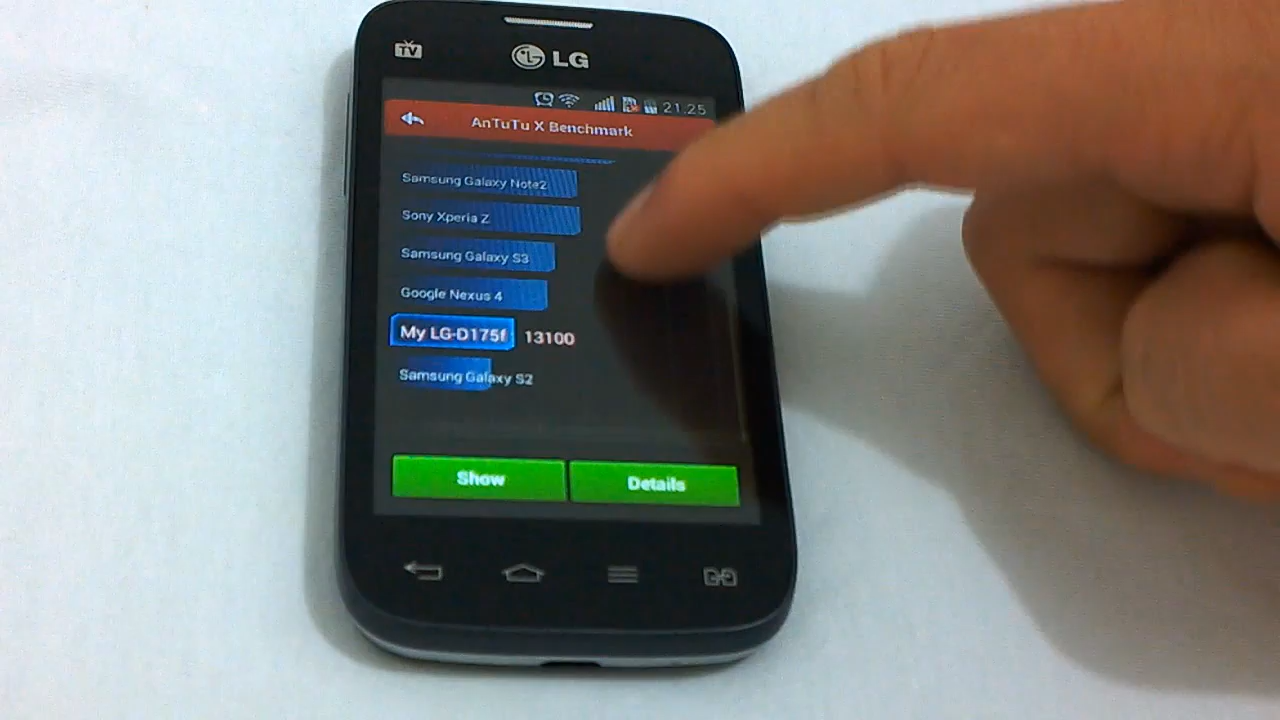 TV
LG
21.25
AnTuTu X Benchmark
Samsung Galaxy Note2
Sony Xperia Z
Samsung Galaxy S3
Google Nexus 4
My LG-D175f 13100
Samsung Galaxy S2
Show Details